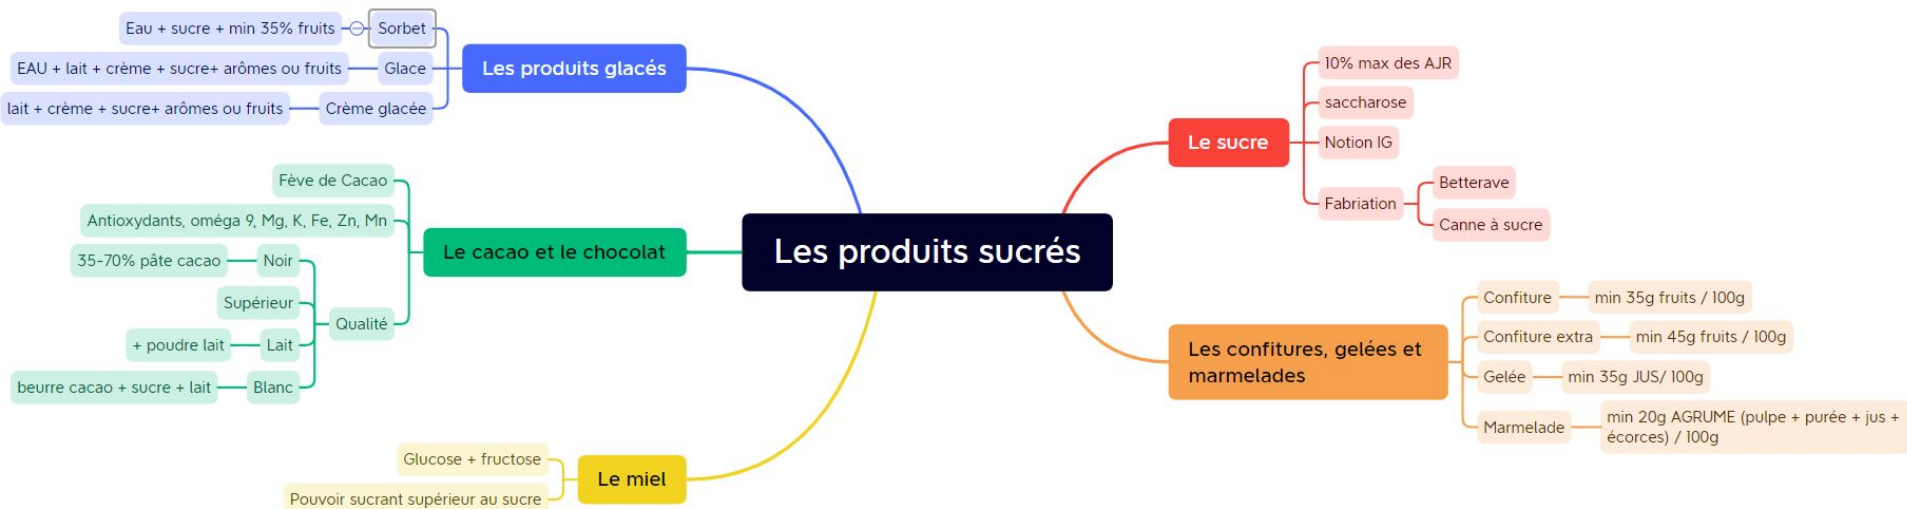 Les produits sucrés
Les produits glacés
Sorbet
Eau + sucre + min 35% fruits
Glace
EAU + lait + crème + sucre+ arômes ou fruits
Crème glacée
lait + crème + sucre+ arômes ou fruits
Le cacao et le chocolat
Fève de Cacao
Antioxydants, oméga 9, Mg, K, Fe, Zn, Mn
Qualité
Noir
35-70% pâte cacao
Supérieur
Lait
+ poudre lait
Blanc
beurre cacao + sucre + lait
Le miel
Glucose + fructose
Pouvoir sucrant supérieur au sucre
Le sucre
10% max des AJR
saccharose
Notion IG
Fabriation
Betterave
Canne à sucre
Les confitures, gelées et
marmelades
Confiture
min 35g fruits / 100g
Confiture extra
min 45g fruits / 100g
Gelée
min 35g JUS/ 100g
Marmelade
min 20g AGRUME (pulpe + purée + jus +
écorces) / 100g